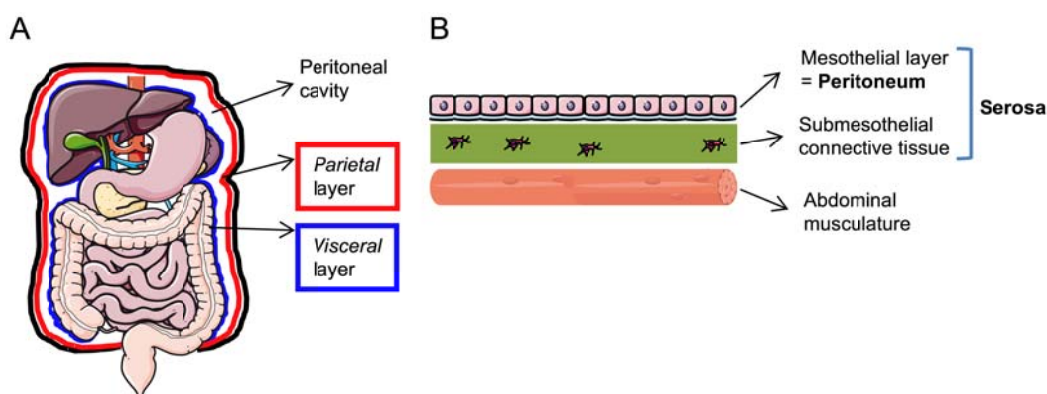 A
Peritoneal
cavity
Parietal
layer
Visceral
layer
B
Mesothelial layer
= Peritoneum
Serosa
Submesothelial
connective tissue
Abdominal
musculature